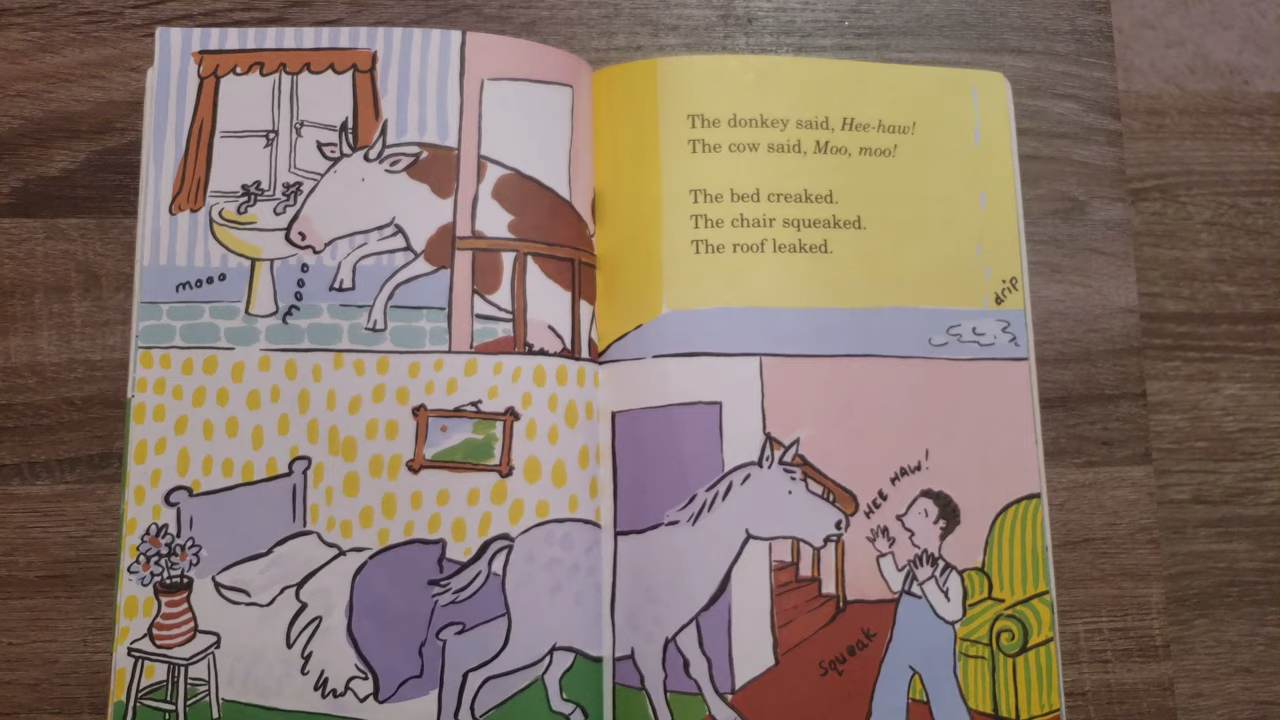 The donkey said, Hee-haw!
The cow said, Moo, moo!
The bed creaked.
The chair squeaked.
The roof leaked.
mooo
drip
HEE HAW!
squeak